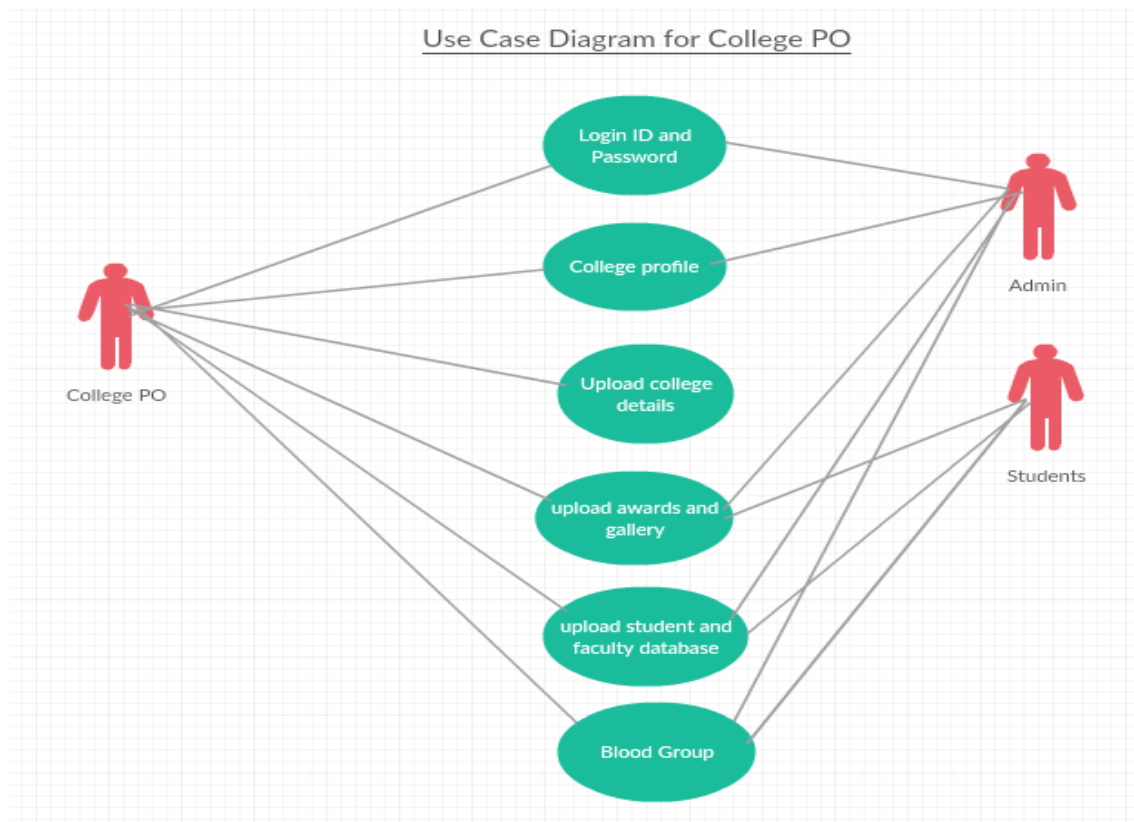 Use Case Diagram for College PO
Login ID and
Password
College profile
Admin
College PO
Upload college
details
Students
upload awards and
gallery
upload student and
faculty database
Blood Group